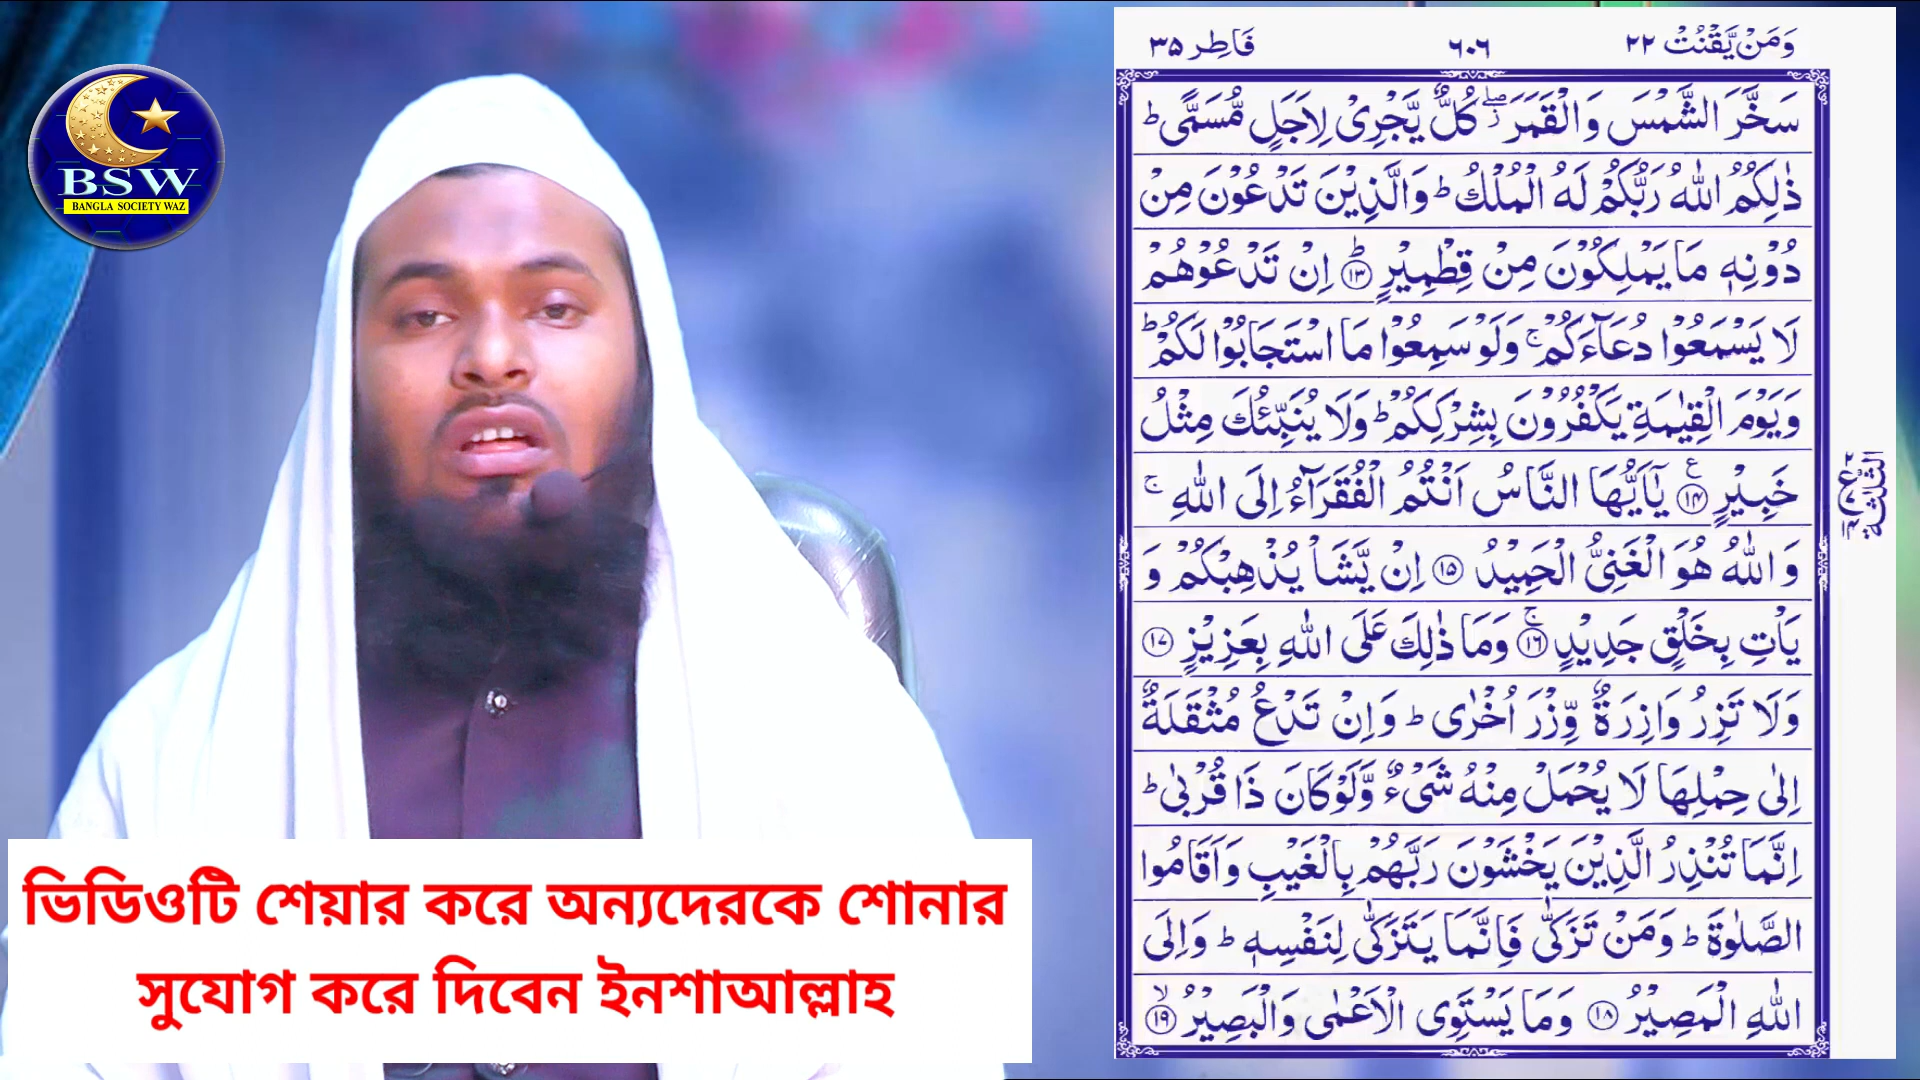 BSW
BANGLA SOCIETY WAZ
ভিডিওটি শেয়ার করে অন্যদেরকে শোনার
সুযোগ করে দিবেন ইনশাআল্লাহ
وَمَنْ يَّقْنُتْ ٢٢
٦٠٦
فَاطِر ٣٥
سَخَّرَ الشَّمْسَ وَالْقَمَرَ ۖ كُلٌّ يَّجْرِىْ لِاَجَلٍ مُّسَمًّى ؕ
ذٰلِكُمُ اللّٰهُ رَبُّكُمْ لَهُ الْمُلْكُ ؕ وَالَّذِيْنَ تَدْعُوْنَ مِنْ
دُوْنِهٖ مَا يَمْلِكُوْنَ مِنْ قِطْمِيْرٍ ؕ ﴿١٣﴾ اِنْ تَدْعُوْهُمْ
لَا يَسْمَعُوْا دُعَآءَكُمْ ۚ وَلَوْ سَمِعُوْا مَا اسْتَجَابُوْا لَكُمْ ؕ
وَيَوْمَ الْقِيٰمَةِ يَكْفُرُوْنَ بِشِرْكِكُمْ ؕ وَلَا يُنَبِّئُكَ مِثْلُ
خَبِيْرٍ ﴿١٤﴾ يٰٓاَيُّهَا النَّاسُ اَنْتُمُ الْفُقَرَآءُ اِلَى اللّٰهِ ۚ
وَاللّٰهُ هُوَ الْغَنِىُّ الْحَمِيْدُ ﴿١٥﴾ اِنْ يَّشَاْ يُذْهِبْكُمْ وَ
يَاْتِ بِخَلْقٍ جَدِيْدٍ ۚ ﴿١٦﴾ وَمَا ذٰلِكَ عَلَى اللّٰهِ بِعَزِيْزٍ ﴿١٧﴾
وَلَا تَزِرُ وَازِرَةٌ وِّزْرَ اُخْرٰى ؕ وَاِنْ تَدْعُ مُثْقَلَةٌ
اِلٰى حِمْلِهَا لَا يُحْمَلْ مِنْهُ شَىْءٌ وَّلَوْ كَانَ ذَا قُرْبٰى ؕ
اِنَّمَا تُنْذِرُ الَّذِيْنَ يَخْشَوْنَ رَبَّهُمْ بِالْغَيْبِ وَاَقَامُوا
الصَّلٰوةَ ؕ وَمَنْ تَزَكّٰى فَاِنَّمَا يَتَزَكّٰى لِنَفْسِهٖ ؕ وَاِلَى
اللّٰهِ الْمَصِيْرُ ﴿١٨﴾ وَمَا يَسْتَوِى الْاَعْمٰى وَالْبَصِيْرُ ۙ ﴿١٩﴾
الثلثة